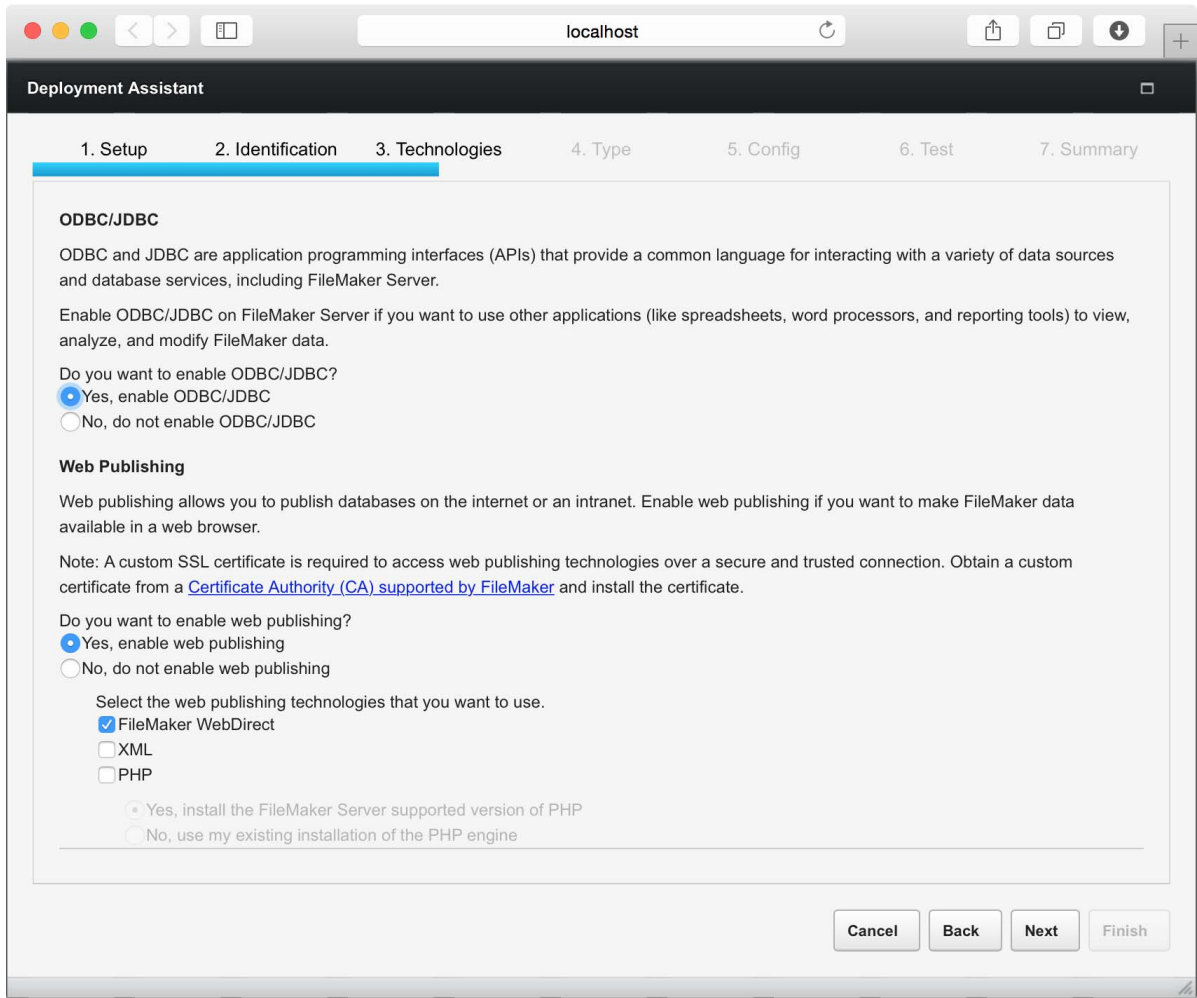 localhost
Deployment Assistant
1. Setup 2. Identification 3. Technologies 4. Type 5. Config 6. Test 7. Summary
ODBC/JDBC
ODBC and JDBC are application programming interfaces (APIs) that provide a common language for interacting with a variety of data sources
and database services, including FileMaker Server.
Enable ODBC/JDBC on FileMaker Server if you want to use other applications (like spreadsheets, word processors, and reporting tools) to view,
analyze, and modify FileMaker data.
Do you want to enable ODBC/JDBC?
Yes, enable ODBC/JDBC
No, do not enable ODBC/JDBC
Web Publishing
Web publishing allows you to publish databases on the internet or an intranet. Enable web publishing if you want to make FileMaker data
available in a web browser.
Note: A custom SSL certificate is required to access web publishing technologies over a secure and trusted connection. Obtain a custom
certificate from a Certificate Authority (CA) supported by FileMaker and install the certificate.
Do you want to enable web publishing?
Yes, enable web publishing
No, do not enable web publishing
Select the web publishing technologies that you want to use.
FileMaker WebDirect
XML
PHP
Yes, install the FileMaker Server supported version of PHP
No, use my existing installation of the PHP engine
Cancel Back Next Finish